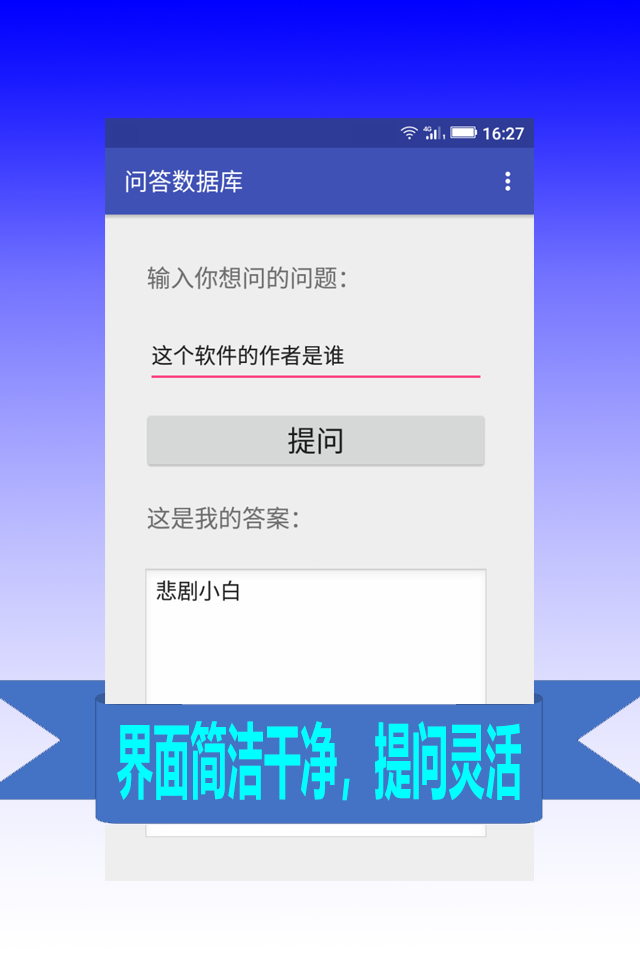 4G 16:27
问答数据库
输入你想问的问题：
这个软件的作者是谁
提问
这是我的答案：
悲剧小白
界面简洁干净，提问灵活